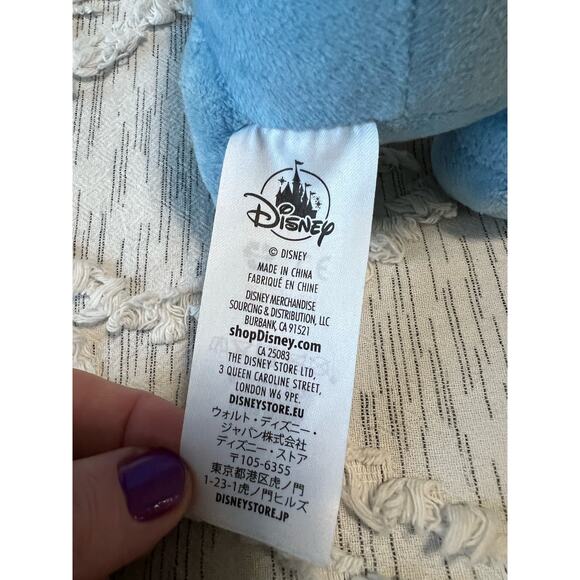 Disney
© DISNEY
MADE IN CHINA
FABRIQUÉ EN CHINE
DISNEY MERCHANDISE
SOURCING & DISTRIBUTION, LLC
BURBANK, CA 91521
shopDisney.com
CA 25083
THE DISNEY STORE LTD,
3 QUEEN CAROLINE STREET,
LONDON W6 9PE.
DISNEYSTORE.EU
ウォルト・ディズニー・
ジャパン株式会社
ディズニー・ストア
〒105-6355
東京都港区虎ノ門
1-23-1虎ノ門ヒルズ
DISNEYSTORE.JP